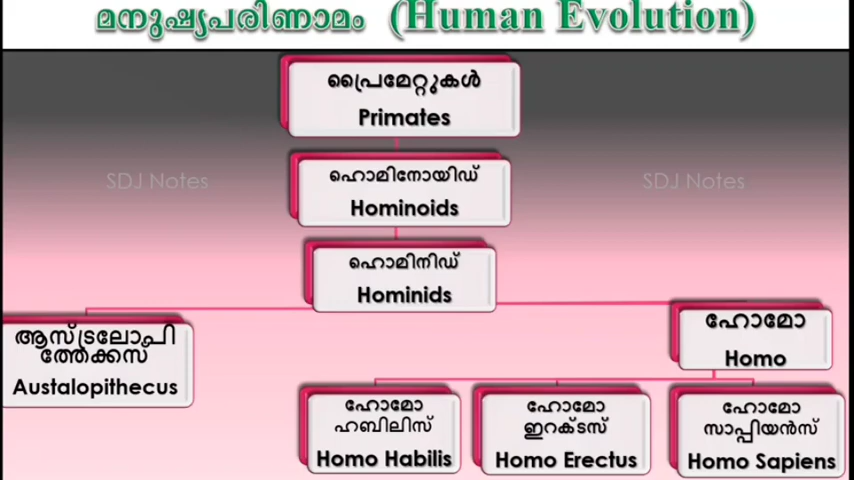 മനുഷ്യപരിണാമം (Human Evolution)
പ്രൈമേറ്റുകൾ
Primates
SDJ Notes
SDJ Notes
ഹൊമിനോയിഡ്
Hominoids
ഹൊമിനിഡ്
Hominids
ആസ്ട്രലോപി
ത്തേക്കസ്
Austalopithecus
ഹോമോ
Homo
ഹോമോ
ഹബിലിസ്
Homo Habilis
ഹോമോ
ഇറക്ടസ്
Homo Erectus
ഹോമോ
സാപ്പിയൻസ്
Homo Sapiens